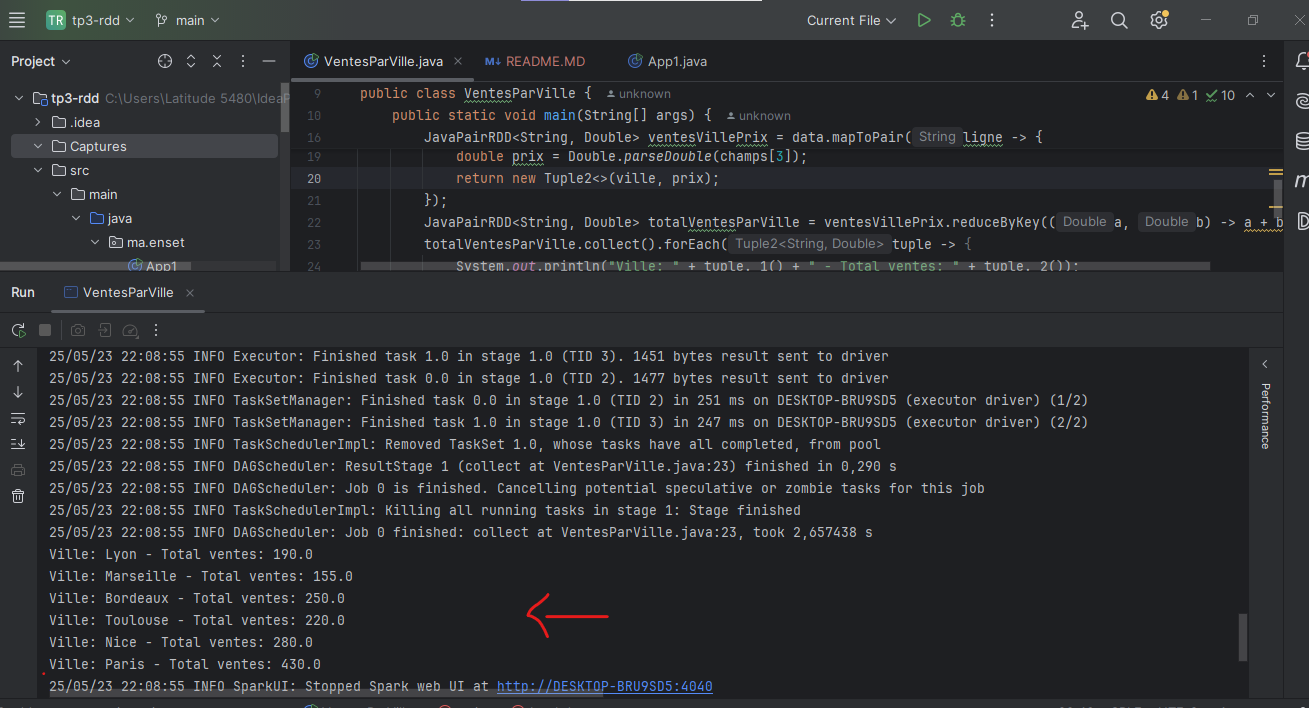 TR tp3-rdd main Current File
Project
VentesParVille.java README.MD App1.java
tp3-rdd C:\Users\Latitude 5480\IdeaP
.idea
Captures
src
main
java
ma.enset
App1
9 public class VentesParVille { unknown
10 public static void main(String[] args) { unknown
16 JavaPairRDD<String, Double> ventesVillePrix = data.mapToPair( String ligne -> {
19 double prix = Double.parseDouble(champs[3]);
20 return new Tuple2<>(ville, prix);
21 });
22 JavaPairRDD<String, Double> totalVentesParVille = ventesVillePrix.reduceByKey(( Double a, Double b) -> a + b
23 totalVentesParVille.collect().forEach( Tuple2<String, Double> tuple -> {
24 System.out.println("Ville: " + tuple._1() + " - Total ventes: " + tuple._2());
4 1 10
Run VentesParVille
25/05/23 22:08:55 INFO Executor: Finished task 1.0 in stage 1.0 (TID 3). 1451 bytes result sent to driver
25/05/23 22:08:55 INFO Executor: Finished task 0.0 in stage 1.0 (TID 2). 1477 bytes result sent to driver
25/05/23 22:08:55 INFO TaskSetManager: Finished task 0.0 in stage 1.0 (TID 2) in 251 ms on DESKTOP-BRU9SD5 (executor driver) (1/2)
25/05/23 22:08:55 INFO TaskSetManager: Finished task 1.0 in stage 1.0 (TID 3) in 247 ms on DESKTOP-BRU9SD5 (executor driver) (2/2)
25/05/23 22:08:55 INFO TaskSchedulerImpl: Removed TaskSet 1.0, whose tasks have all completed, from pool
25/05/23 22:08:55 INFO DAGScheduler: ResultStage 1 (collect at VentesParVille.java:23) finished in 0,290 s
25/05/23 22:08:55 INFO DAGScheduler: Job 0 is finished. Cancelling potential speculative or zombie tasks for this job
25/05/23 22:08:55 INFO TaskSchedulerImpl: Killing all running tasks in stage 1: Stage finished
25/05/23 22:08:55 INFO DAGScheduler: Job 0 finished: collect at VentesParVille.java:23, took 2,657438 s
Ville: Lyon - Total ventes: 190.0
Ville: Marseille - Total ventes: 155.0
Ville: Bordeaux - Total ventes: 250.0
Ville: Toulouse - Total ventes: 220.0
Ville: Nice - Total ventes: 280.0
Ville: Paris - Total ventes: 430.0
25/05/23 22:08:55 INFO SparkUI: Stopped Spark web UI at http://DESKTOP-BRU9SD5:4040
Performance